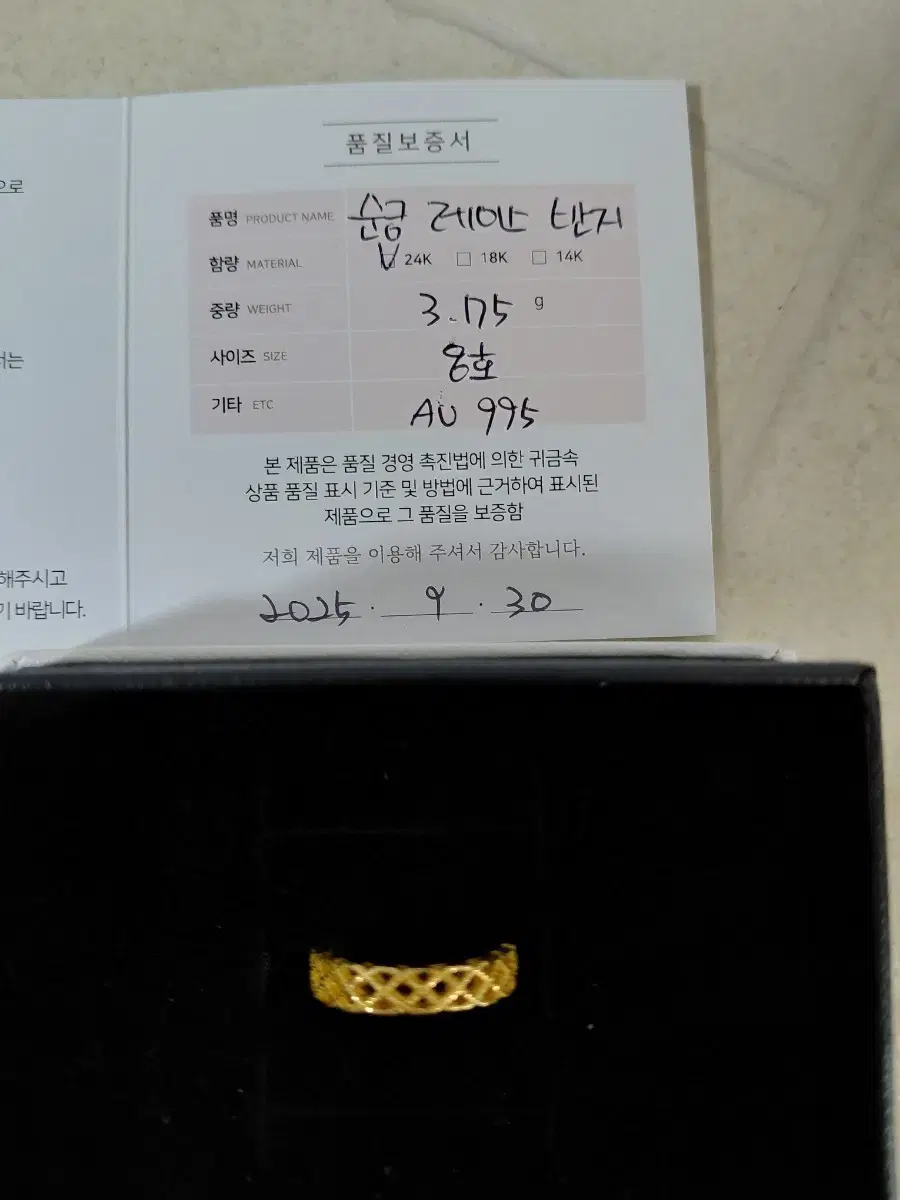 품질보증서
으로
품명 PRODUCT NAME 순금 레이스 반지
함량 MATERIAL V 24K □ 18K □ 14K
중량 WEIGHT 3.75 g
서는
사이즈 SIZE 8호
기타 ETC AU 995
본 제품은 품질 경영 촉진법에 의한 귀금속
상품 품질 표시 기준 및 방법에 근거하여 표시된
제품으로 그 품질을 보증함
저희 제품을 이용해 주셔서 감사합니다.
해주시고
기 바랍니다.
2025. 9. 30